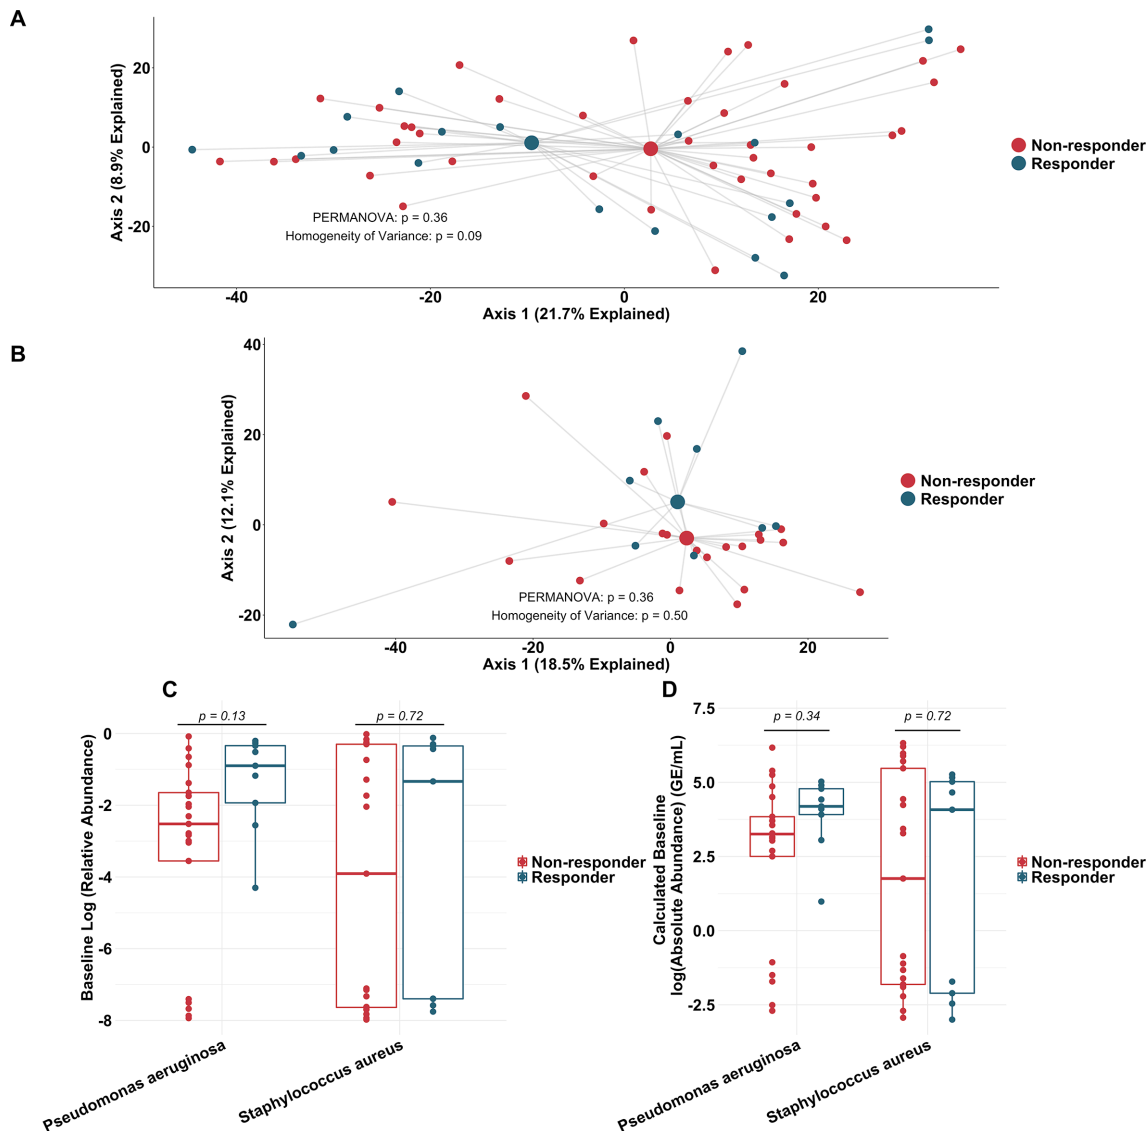 A
Axis 2 (8.9% Explained)
20
0
-20
PERMANOVA: p = 0.36
Homogeneity of Variance: p = 0.09
-40
-20
0
20
Axis 1 (21.7% Explained)
Non-responder
Responder
B
Axis 2 (12.1% Explained)
40
20
0
-20
PERMANOVA: p = 0.36
Homogeneity of Variance: p = 0.50
-40
-20
0
20
Axis 1 (18.5% Explained)
Non-responder
Responder
C
Baseline Log (Relative Abundance)
0
-2
-4
-6
-8
p = 0.13
p = 0.72
Pseudomonas aeruginosa
Staphylococcus aureus
Non-responder
Responder
D
Calculated Baseline
log(Absolute Abundance) (GE/mL)
7.5
5.0
2.5
0.0
-2.5
p = 0.34
p = 0.72
Pseudomonas aeruginosa
Staphylococcus aureus
Non-responder
Responder